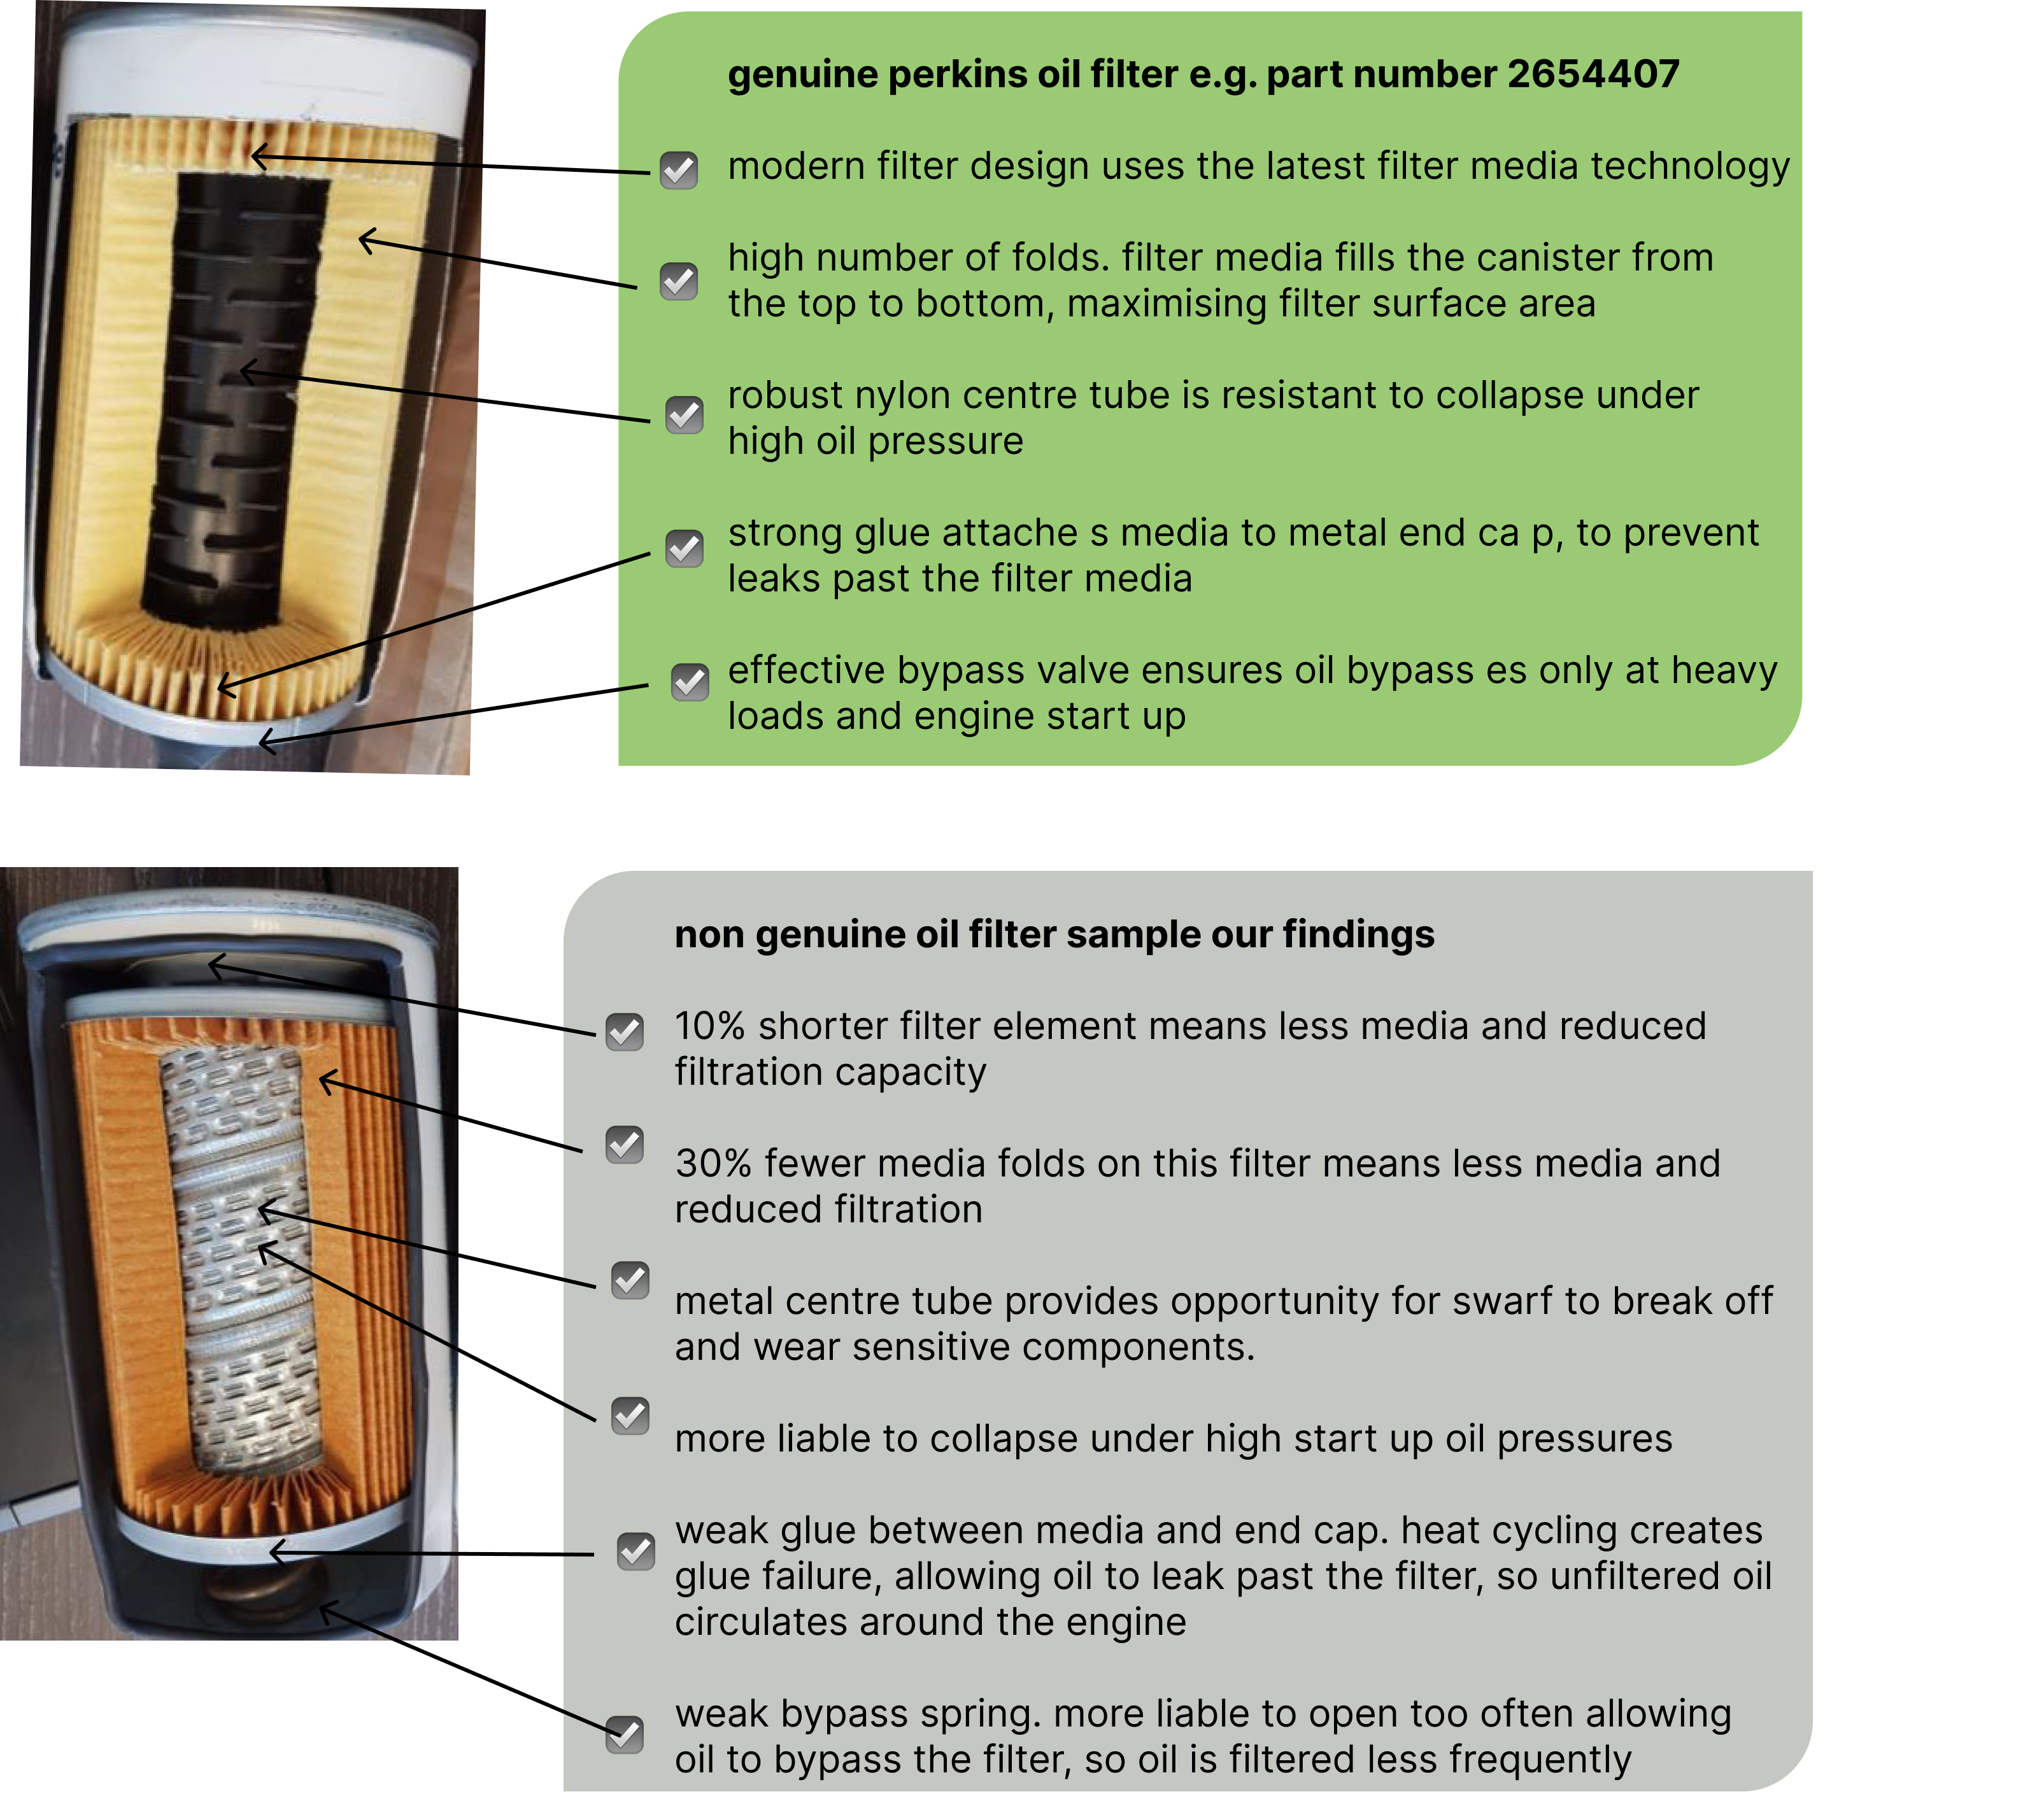 genuine perkins oil filter e.g. part number 2654407
modern filter design uses the latest filter media technology
high number of folds. filter media fills the canister from
the top to bottom, maximising filter surface area
robust nylon centre tube is resistant to collapse under
high oil pressure
strong glue attache s media to metal end ca p, to prevent
leaks past the filter media
effective bypass valve ensures oil bypass es only at heavy
loads and engine start up
non genuine oil filter sample our findings
10% shorter filter element means less media and reduced
filtration capacity
30% fewer media folds on this filter means less media and
reduced filtration
metal centre tube provides opportunity for swarf to break off
and wear sensitive components.
more liable to collapse under high start up oil pressures
weak glue between media and end cap. heat cycling creates
glue failure, allowing oil to leak past the filter, so unfiltered oil
circulates around the engine
weak bypass spring. more liable to open too often allowing
oil to bypass the filter, so oil is filtered less frequently